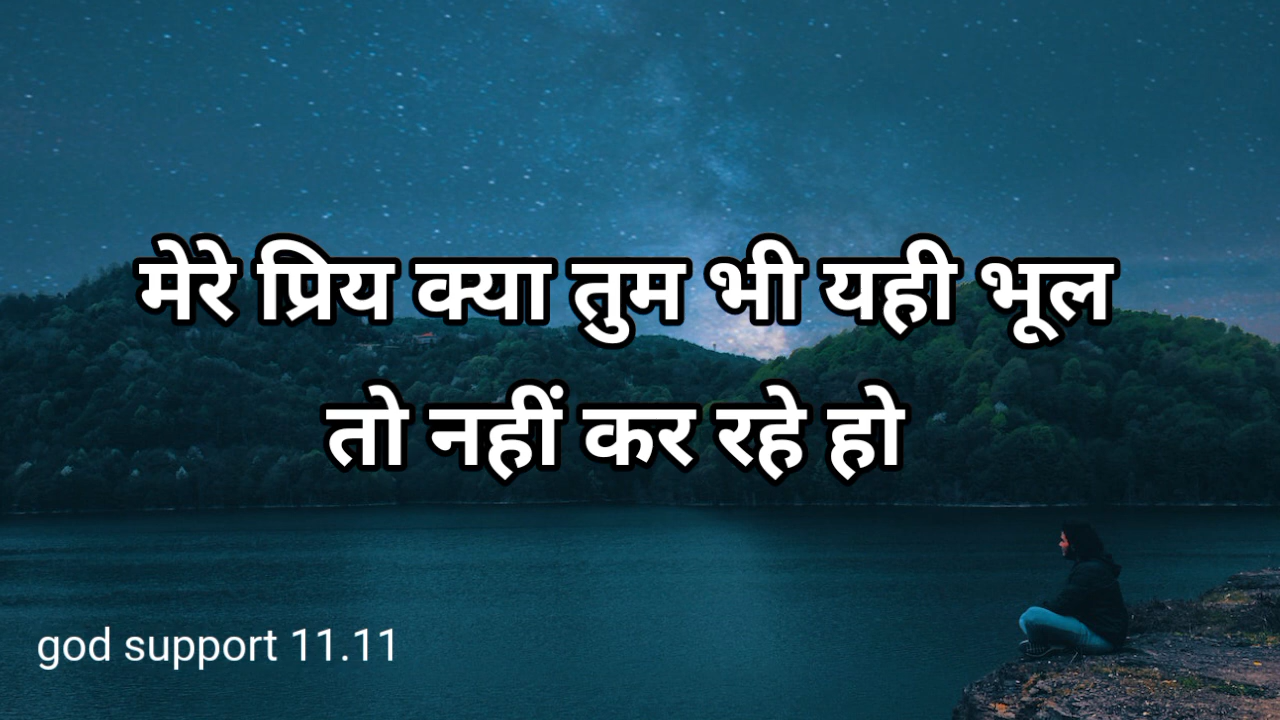 मेरे प्रिय क्या तुम भी यही भूल
तो नहीं कर रहे हो
god support 11.11